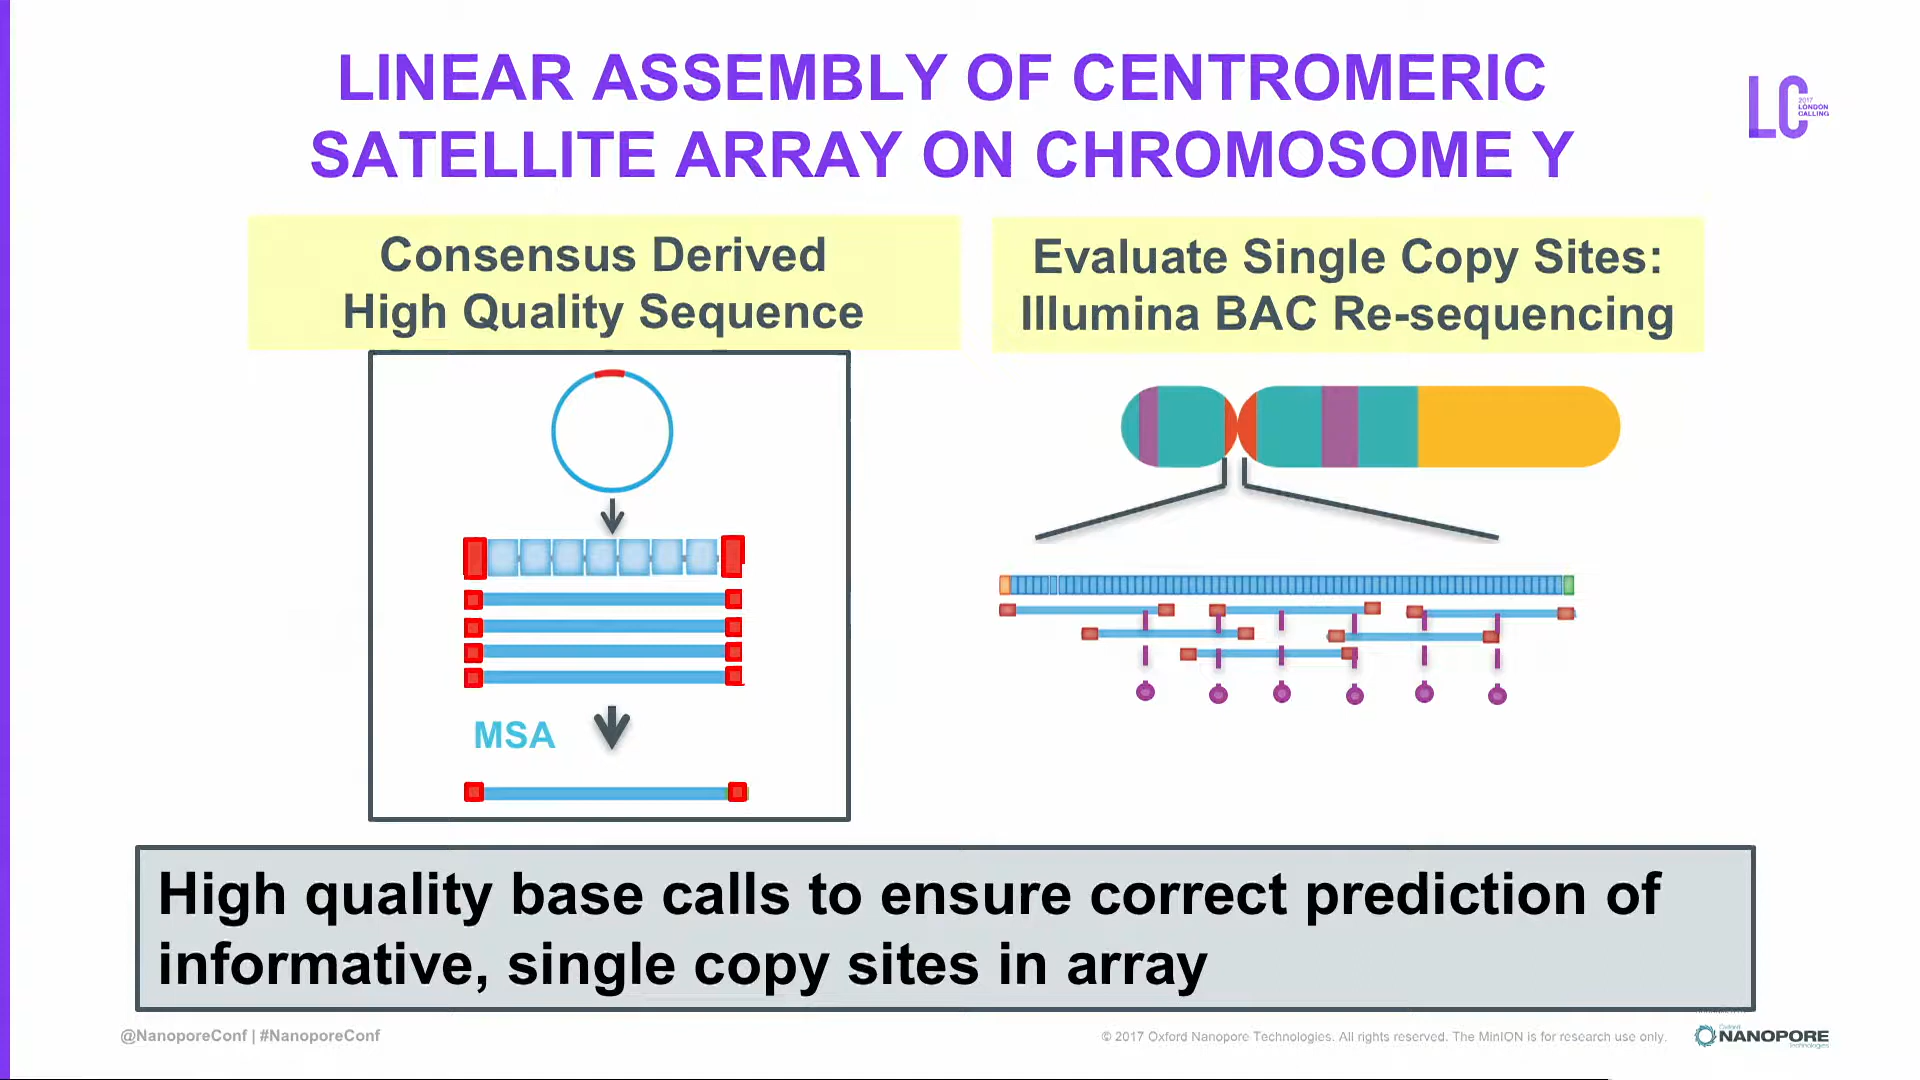 LINEAR ASSEMBLY OF CENTROMERIC
SATELLITE ARRAY ON CHROMOSOME Y
LC
2017
LONDON
CALLING
Consensus Derived
High Quality Sequence
Evaluate Single Copy Sites:
Illumina BAC Re-sequencing
MSA
High quality base calls to ensure correct prediction of
informative, single copy sites in array
@NanoporeConf | #NanoporeConf
© 2017 Oxford Nanopore Technologies. All rights reserved. The MinION is for research use only.
Oxford
NANOPORE
Technologies